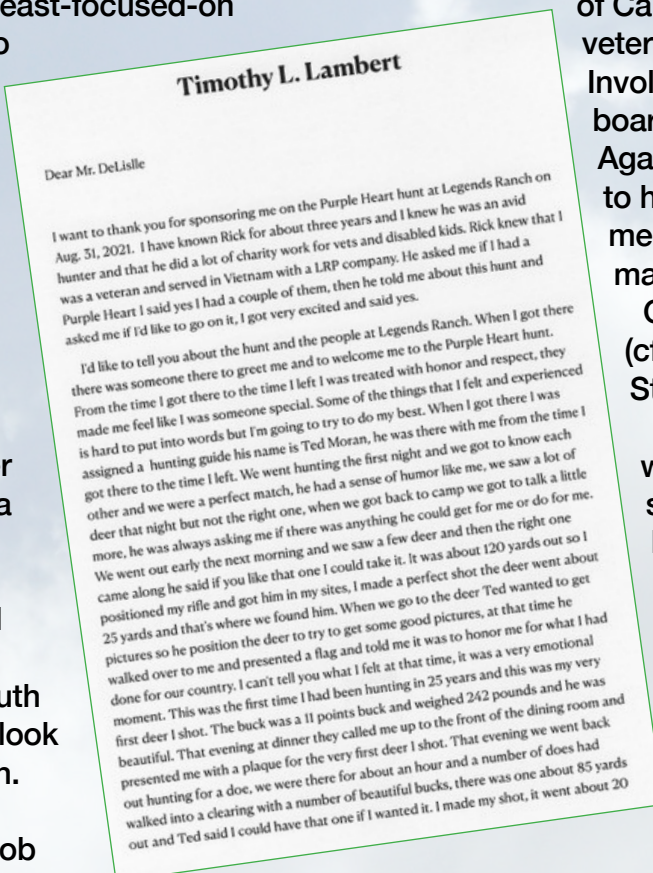 east-focused-on
o
r
a
uth
look
n.
ob
Timothy L. Lambert
Dear Mr. DeLislle
I want to thank you for sponsoring me on the Purple Heart hunt at Legends Ranch on
Aug. 31, 2021. I have known Rick for about three years and I knew he was an avid
hunter and that he did a lot of charity work for vets and disabled kids. Rick knew that I
was a veteran and served in Vietnam with a LRP company. He asked me if I had a
Purple Heart I said yes I had a couple of them, then he told me about this hunt and
asked me if I'd like to go on it, I got very excited and said yes.
I'd like to tell you about the hunt and the people at Legends Ranch. When I got there
there was someone there to greet me and to welcome me to the Purple Heart hunt.
From the time I got there to the time I left I was treated with honor and respect, they
made me feel like I was someone special. Some of the things that I felt and experienced
is hard to put into words but I'm going to try to do my best. When I got there I was
assigned a hunting guide his name is Ted Moran, he was there with me from the time I
got there to the time I left. We went hunting the first night and we got to know each
other and we were a perfect match, he had a sense of humor like me, we saw a lot of
deer that night but not the right one, when we got back to camp we got to talk a little
more, he was always asking me if there was anything he could get for me or do for me.
We went out early the next morning and we saw a few deer and then the right one
came along he said if you like that one I could take it. It was about 120 yards out so I
positioned my rifle and got him in my sites, I made a perfect shot the deer went about
25 yards and that's where we found him. When we go to the deer Ted wanted to get
pictures so he position the deer to try to get some good pictures, at that time he
walked over to me and presented a flag and told me it was to honor me for what I had
done for our country. I can't tell you what I felt at that time, it was a very emotional
moment. This was the first time I had been hunting in 25 years and this was my very
first deer I shot. The buck was a 11 points buck and weighed 242 pounds and he was
beautiful. That evening at dinner they called me up to the front of the dining room and
presented me with a plaque for the very first deer I shot. That evening we went back
out hunting for a doe, we were there for about an hour and a number of does had
walked into a clearing with a number of beautiful bucks, there was one about 85 yards
out and Ted said I could have that one if I wanted it. I made my shot, it went about 20
of Ca
veter
Invol
boar
Aga
to h
me
ma
(cf
St
w
s